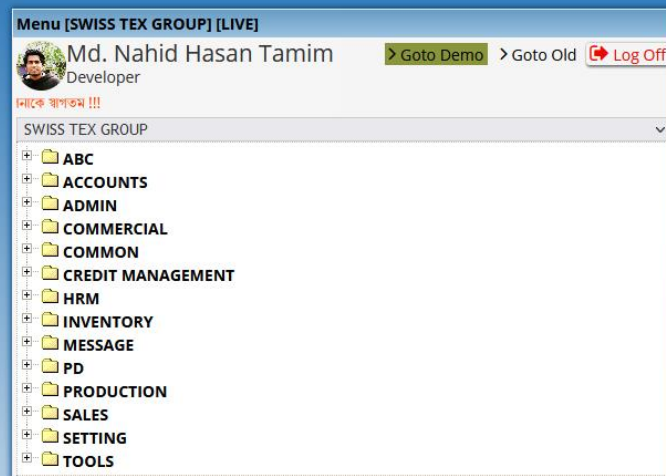 Menu [SWISS TEX GROUP] [LIVE]
Md. Nahid Hasan Tamim
Developer
> Goto Demo > Goto Old Log Off
স্বাগতম !!!
SWISS TEX GROUP
ABC
ACCOUNTS
ADMIN
COMMERCIAL
COMMON
CREDIT MANAGEMENT
HRM
INVENTORY
MESSAGE
PD
PRODUCTION
SALES
SETTING
TOOLS